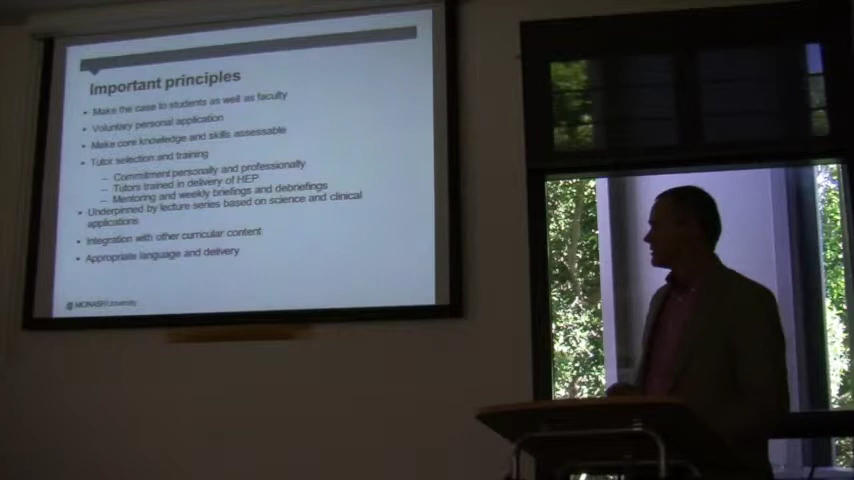 Important principles
• Make the case to students as well as faculty
• Voluntary personal application
• Make core knowledge and skills assessable
• Tutor selection and training
– Commitment personally and professionally
– Tutors trained in delivery of HEP
– Mentoring and weekly briefings and debriefings
• Underpinned by lecture series based on science and clinical
applications
• Integration with other curricular content
• Appropriate language and delivery
MONASH University